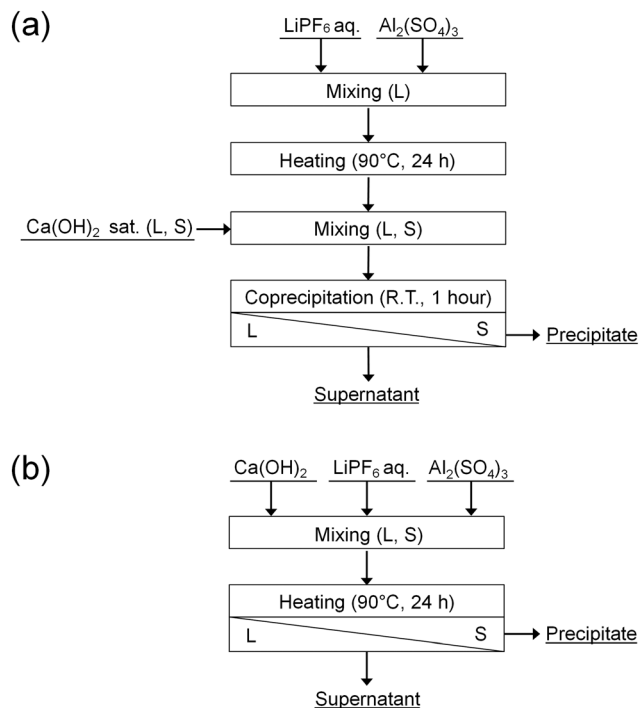 (a)
LiPF₆ aq. Al₂(SO₄)₃
Mixing (L)
Heating (90°C, 24 h)
Ca(OH)₂ sat. (L, S) Mixing (L, S)
Coprecipitation (R.T., 1 hour)
L S Precipitate
Supernatant
(b)
Ca(OH)₂ LiPF₆ aq. Al₂(SO₄)₃
Mixing (L, S)
Heating (90°C, 24 h)
L S Precipitate
Supernatant